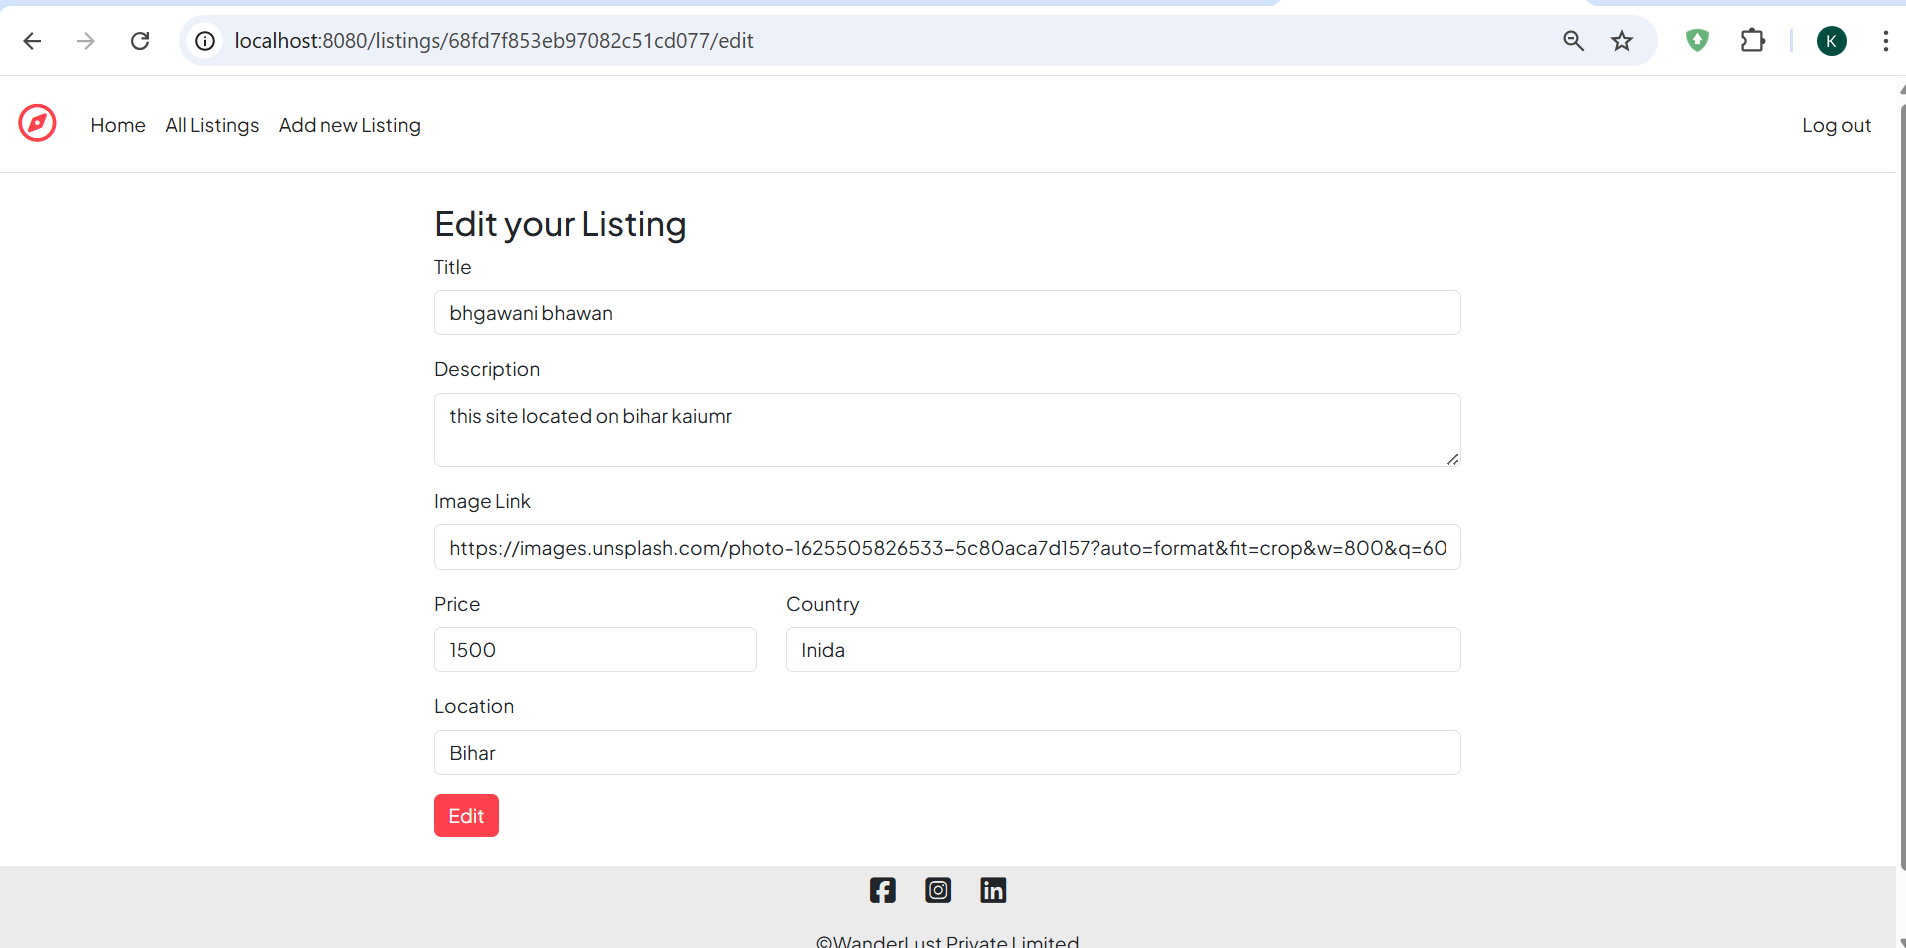 localhost:8080/listings/68fd7f853eb97082c51cd077/edit
K
Home All Listings Add new Listing Log out
Edit your Listing
Title
bhgawani bhawan
Description
this site located on bihar kaiumr
Image Link
https://images.unsplash.com/photo-1625505826533-5c80aca7d157?auto=format&fit=crop&w=800&q=60
Price Country
1500 Inida
Location
Bihar
Edit
©WanderLust Private Limited